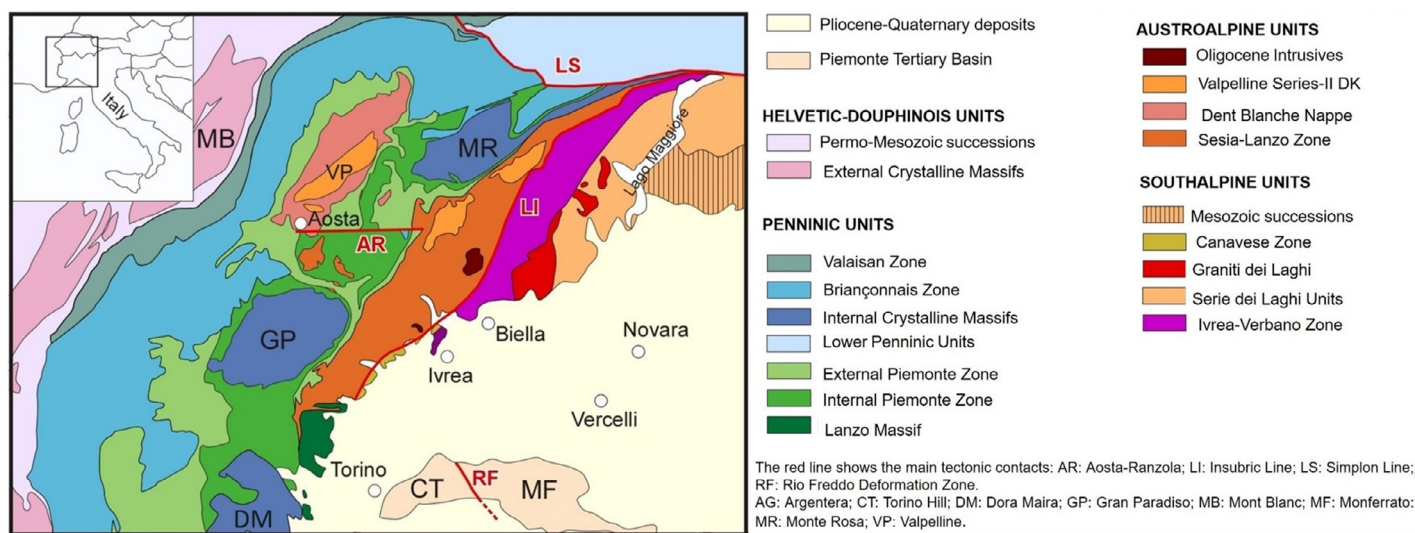 Italy
MB
LS
MR
VP
Lago Maggiore
Aosta
AR
LI
GP
Biella
Novara
Ivrea
Vercelli
Torino
CT
RF
MF
DM
Pliocene-Quaternary deposits
Piemonte Tertiary Basin
HELVETIC-DOUPHINOIS UNITS
Permo-Mesozoic successions
External Crystalline Massifs
PENNINIC UNITS
Valaisan Zone
Briançonnais Zone
Internal Crystalline Massifs
Lower Penninic Units
External Piemonte Zone
Internal Piemonte Zone
Lanzo Massif
AUSTROALPINE UNITS
Oligocene Intrusives
Valpelline Series-II DK
Dent Blanche Nappe
Sesia-Lanzo Zone
SOUTHALPINE UNITS
Mesozoic successions
Canavese Zone
Graniti dei Laghi
Serie dei Laghi Units
Ivrea-Verbano Zone
The red line shows the main tectonic contacts: AR: Aosta-Ranzola; LI: Insubric Line; LS: Simplon Line;
RF: Rio Freddo Deformation Zone.
AG: Argentera; CT: Torino Hill; DM: Dora Maira; GP: Gran Paradiso; MB: Mont Blanc; MF: Monferrato:
MR: Monte Rosa; VP: Valpelline.